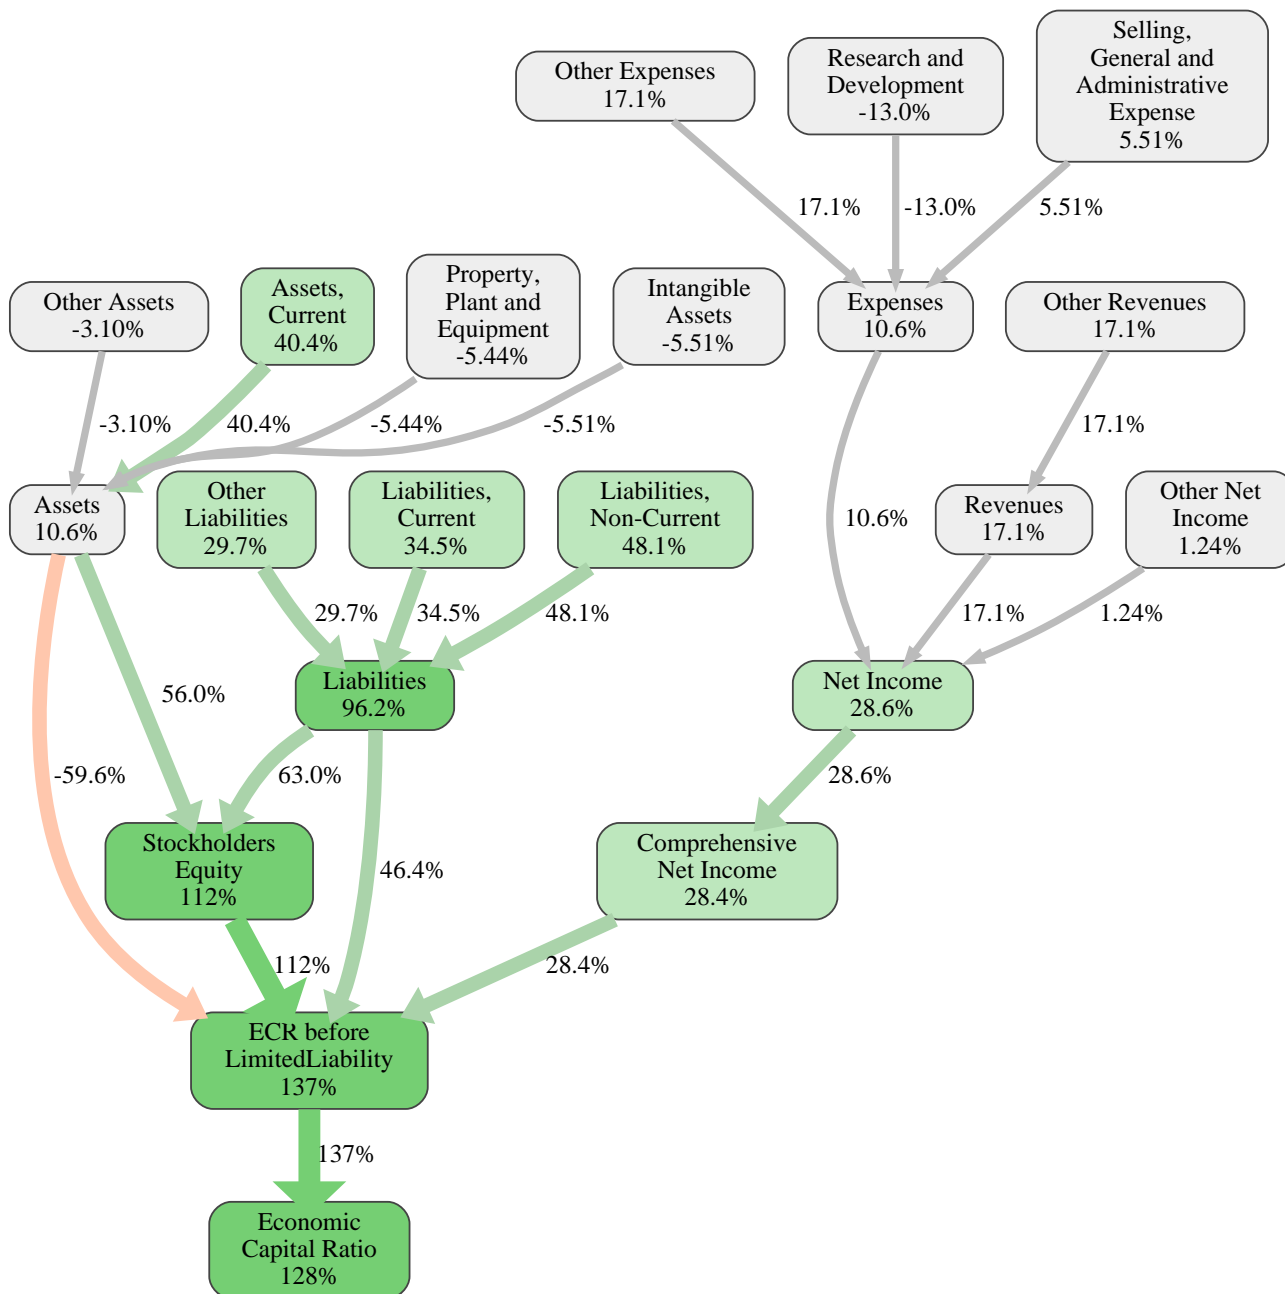 Other Expenses
17.1%
Research and
Development
-13.0%
Selling,
General and
Administrative
Expense
5.51%
17.1%
-13.0%
5.51%
Other Assets
-3.10%
Assets,
Current
40.4%
Property,
Plant and
Equipment
-5.44%
Intangible
Assets
-5.51%
Expenses
10.6%
Other Revenues
17.1%
-3.10%
40.4%
-5.44%
-5.51%
17.1%
Assets
10.6%
Other
Liabilities
29.7%
Liabilities,
Current
34.5%
Liabilities,
Non-Current
48.1%
10.6%
Revenues
17.1%
Other Net
Income
1.24%
29.7%
34.5%
48.1%
17.1%
1.24%
56.0%
Liabilities
96.2%
Net Income
28.6%
-59.6%
63.0%
28.6%
Stockholders
Equity
112%
46.4%
Comprehensive
Net Income
28.4%
112%
28.4%
ECR before
LimitedLiability
137%
137%
Economic
Capital Ratio
128%